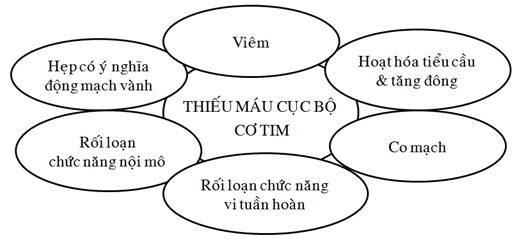 Viêm
Hẹp có ý nghĩa
động mạch vành
Hoạt hóa tiểu cầu
& tăng đông
THIẾU MÁU CỤC BỘ
CƠ TIM
Rối loạn
chức năng nội mô
Co mạch
Rối loạn chức năng
vi tuần hoàn